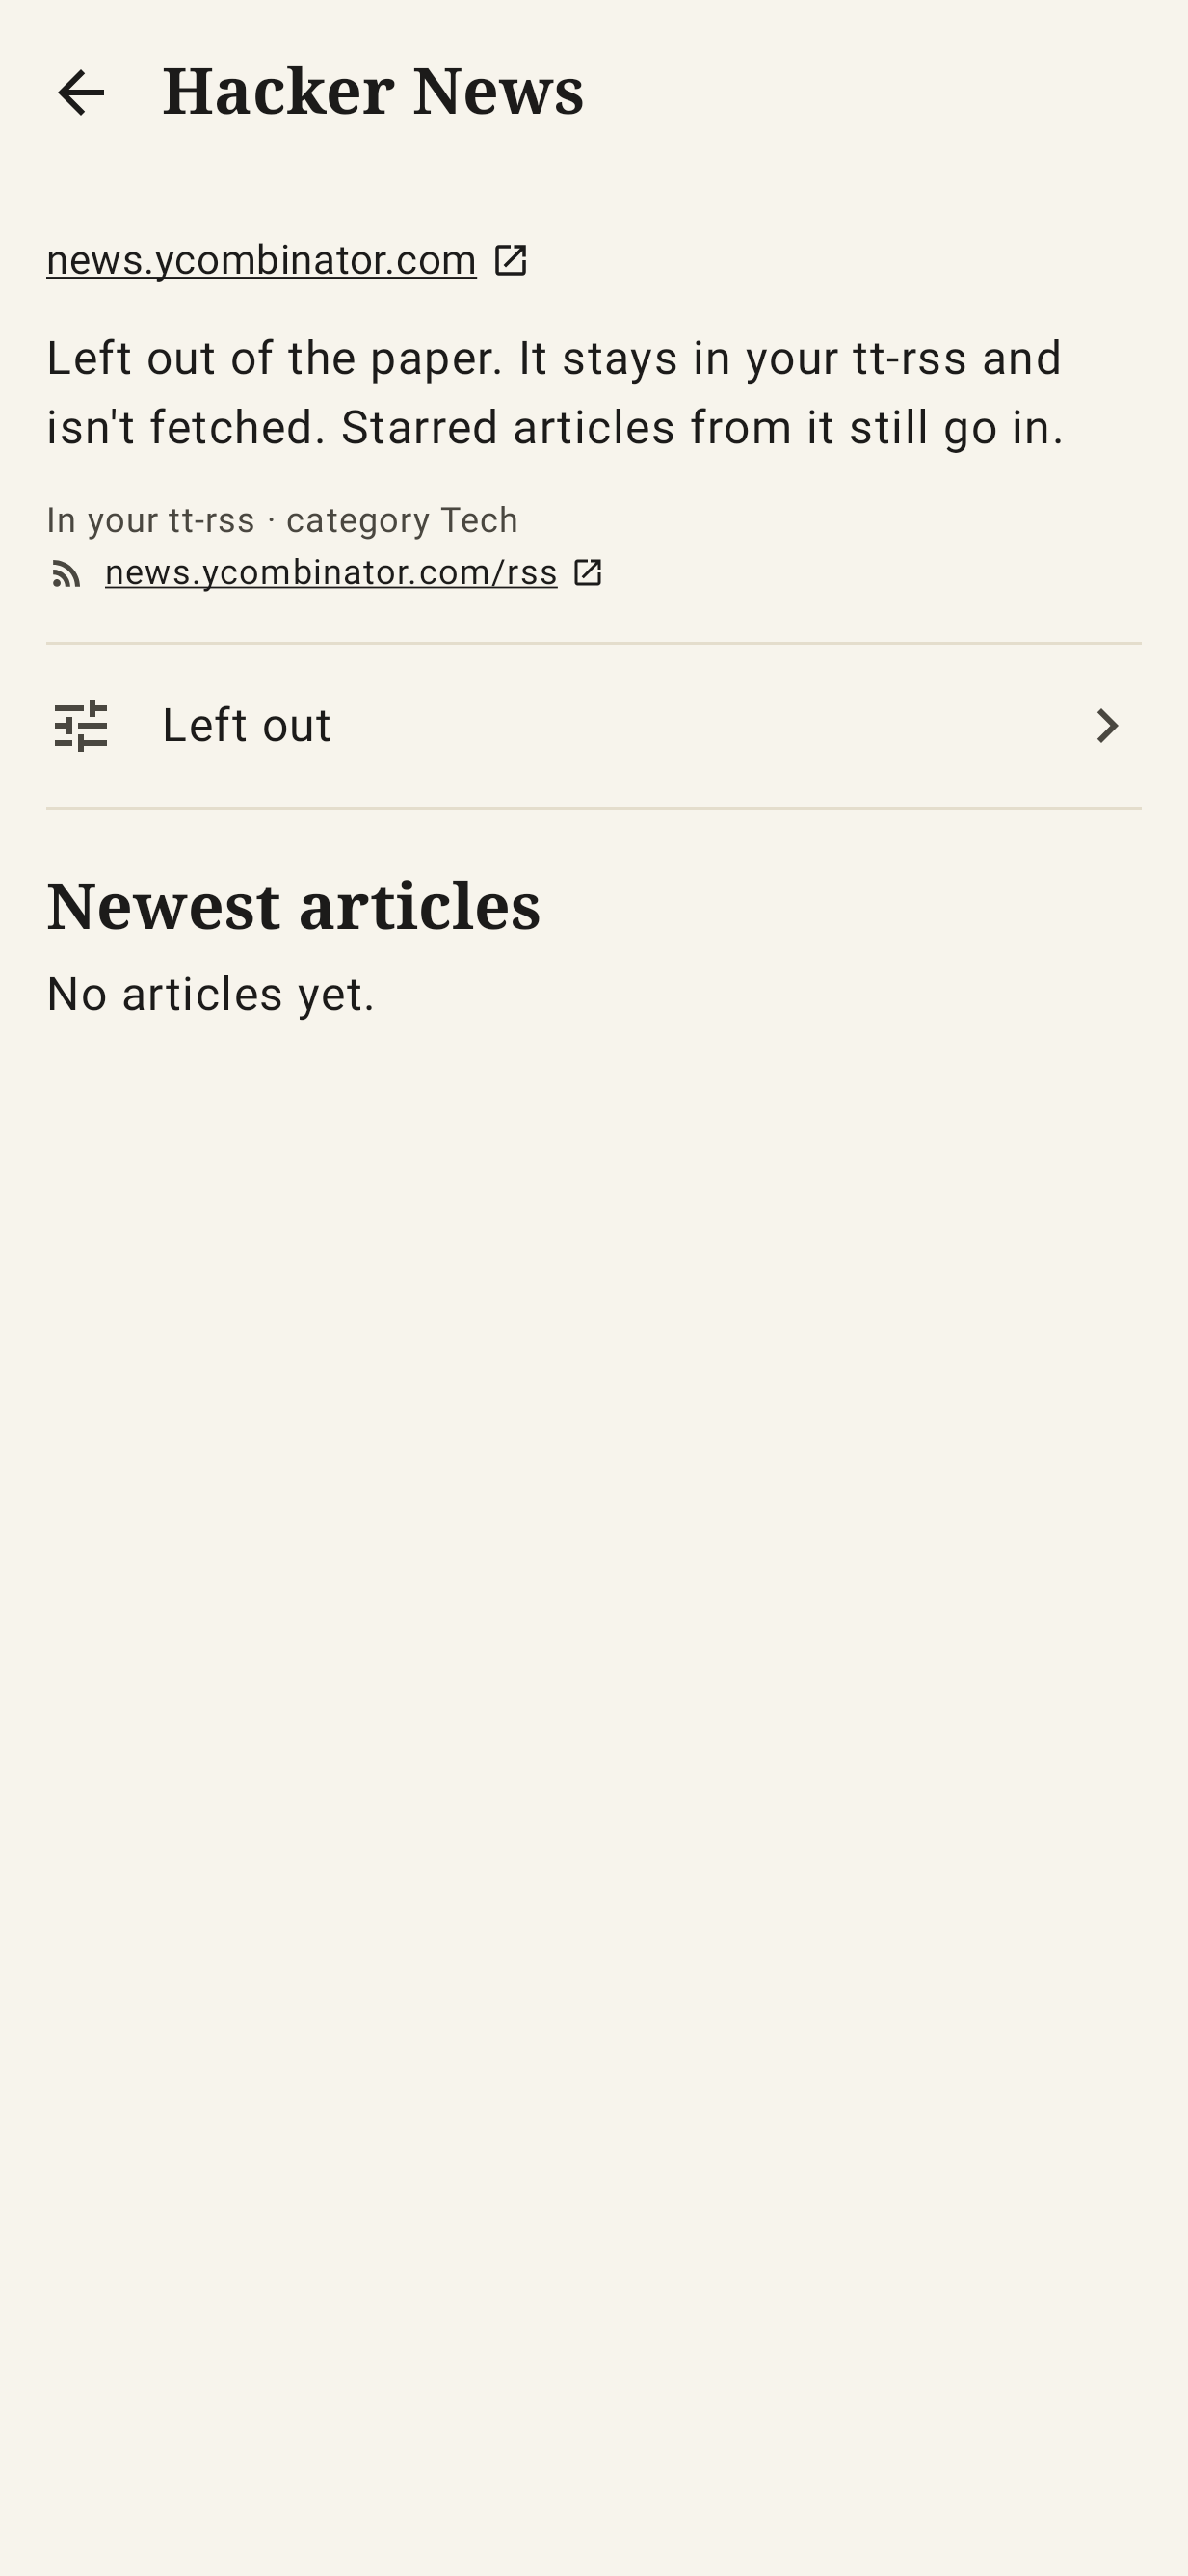 Hacker News
news.ycombinator.com
Left out of the paper. It stays in your tt-rss and
isn't fetched. Starred articles from it still go in.
In your tt-rss · category Tech
news.ycombinator.com/rss
Left out
Newest articles
No articles yet.